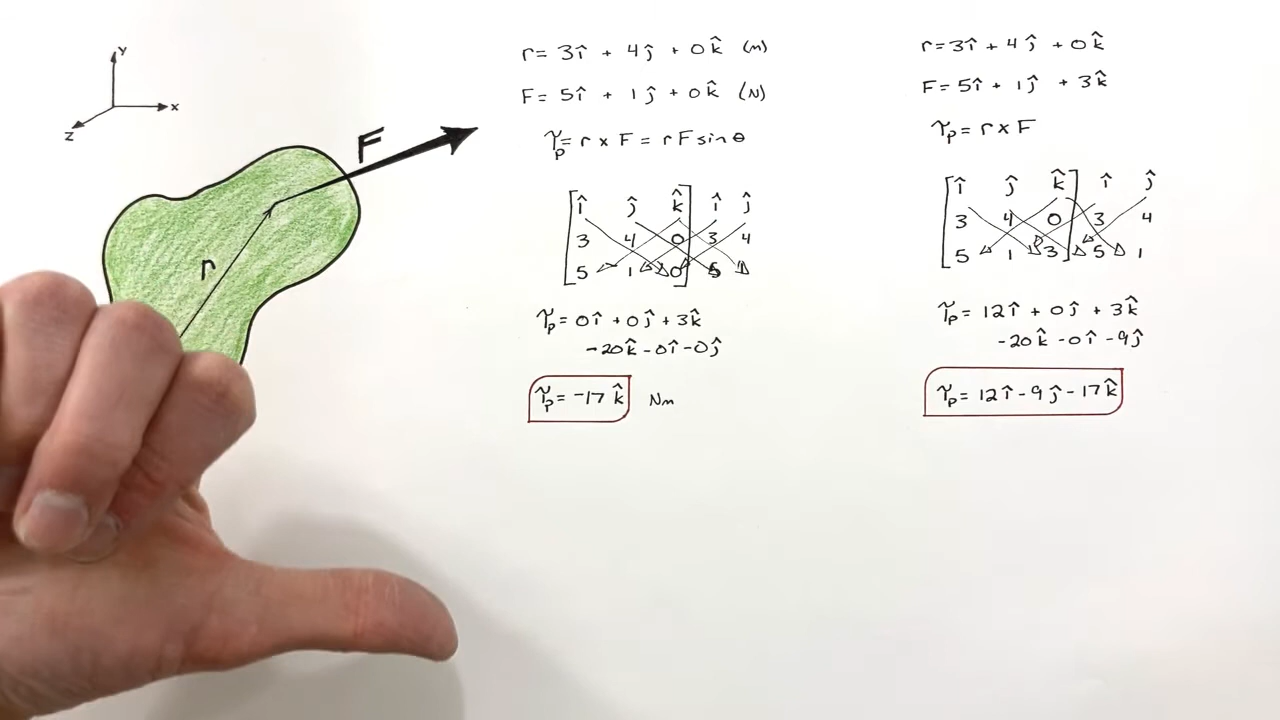 Y
X
Z
F
r
r = 3î + 4ĵ + 0k̂ (m)
F = 5î + 1ĵ + 0k̂ (N)
τp = r x F = r F sin θ
î ĵ k̂ î ĵ
3 4 0 3 4
5 1 0 5 1
τp = 0î + 0ĵ + 3k̂
-20k̂ - 0î - 0ĵ
τp = -17 k̂ Nm
r = 3î + 4ĵ + 0k̂
F = 5î + 1ĵ + 3k̂
τp = r x F
î ĵ k̂ î ĵ
3 4 0 3 4
5 1 3 5 1
τp = 12î + 0ĵ + 3k̂
-20k̂ - 0î - 9ĵ
τp = 12î - 9ĵ - 17k̂